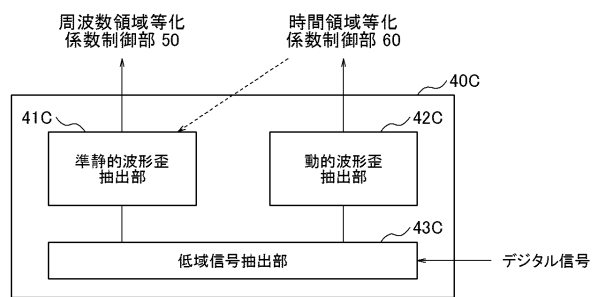 周波数領域等化
係数制御部 50
時間領域等化
係数制御部 60
40C
41C
42C
準静的波形歪
抽出部
動的波形歪
抽出部
43C
低域信号抽出部
デジタル信号